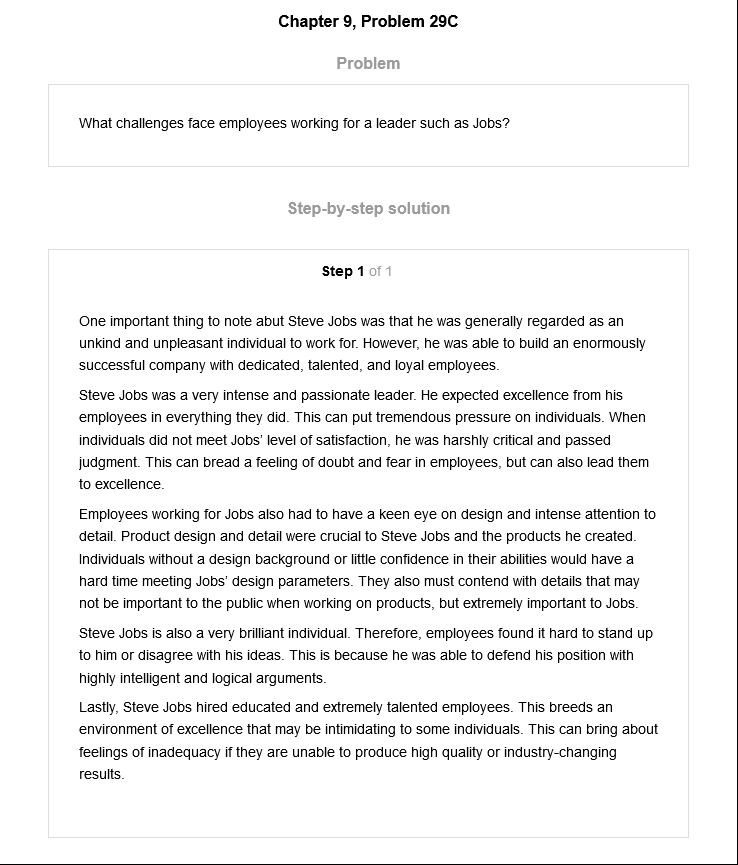 Chapter 9, Problem 29C
Problem
What challenges face employees working for a leader such as Jobs?
Step-by-step solution
Step 1 of 1
One important thing to note abut Steve Jobs was that he was generally regarded as an
unkind and unpleasant individual to work for. However, he was able to build an enormously
successful company with dedicated, talented, and loyal employees.
Steve Jobs was a very intense and passionate leader. He expected excellence from his
employees in everything they did. This can put tremendous pressure on individuals. When
individuals did not meet Jobs’ level of satisfaction, he was harshly critical and passed
judgment. This can bread a feeling of doubt and fear in employees, but can also lead them
to excellence.
Employees working for Jobs also had to have a keen eye on design and intense attention to
detail. Product design and detail were crucial to Steve Jobs and the products he created.
Individuals without a design background or little confidence in their abilities would have a
hard time meeting Jobs’ design parameters. They also must contend with details that may
not be important to the public when working on products, but extremely important to Jobs.
Steve Jobs is also a very brilliant individual. Therefore, employees found it hard to stand up
to him or disagree with his ideas. This is because he was able to defend his position with
highly intelligent and logical arguments.
Lastly, Steve Jobs hired educated and extremely talented employees. This breeds an
environment of excellence that may be intimidating to some individuals. This can bring about
feelings of inadequacy if they are unable to produce high quality or industry-changing
results.